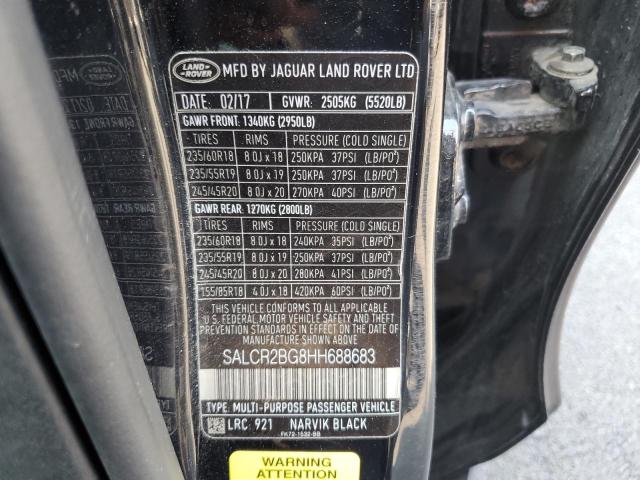 LAND ROVER
MFD BY JAGUAR LAND ROVER LTD
DATE: 02/17 GVWR: 2505KG (5520LB)
GAWR FRONT: 1340KG (2950LB)
TIRES RIMS PRESSURE (COLD SINGLE)
235/60R18 8.0J x 18 250KPA 37PSI (LB/PO²)
235/55R19 8.0J x 19 250KPA 37PSI (LB/PO²)
245/45R20 8.0J x 20 270KPA 40PSI (LB/PO²)
GAWR REAR: 1270KG (2800LB)
TIRES RIMS PRESSURE (COLD SINGLE)
235/60R18 8.0J x 18 240KPA 35PSI (LB/PO²)
235/55R19 8.0J x 19 250KPA 37PSI (LB/PO²)
245/45R20 8.0J x 20 280KPA 41PSI (LB/PO²)
155/85R18 4.0J x 18 420KPA 60PSI (LB/PO²)
THIS VEHICLE CONFORMS TO ALL APPLICABLE
U.S. FEDERAL MOTOR VEHICLE SAFETY AND THEFT PREVENTION
STANDARDS IN EFFECT ON THE DATE OF
MANUFACTURE SHOWN ABOVE.
SALCR2BG8HH688683
TYPE: MULTI-PURPOSE PASSENGER VEHICLE
LRC: 921 NARVIK BLACK
FK72-1532-BB
WARNING
ATTENTION